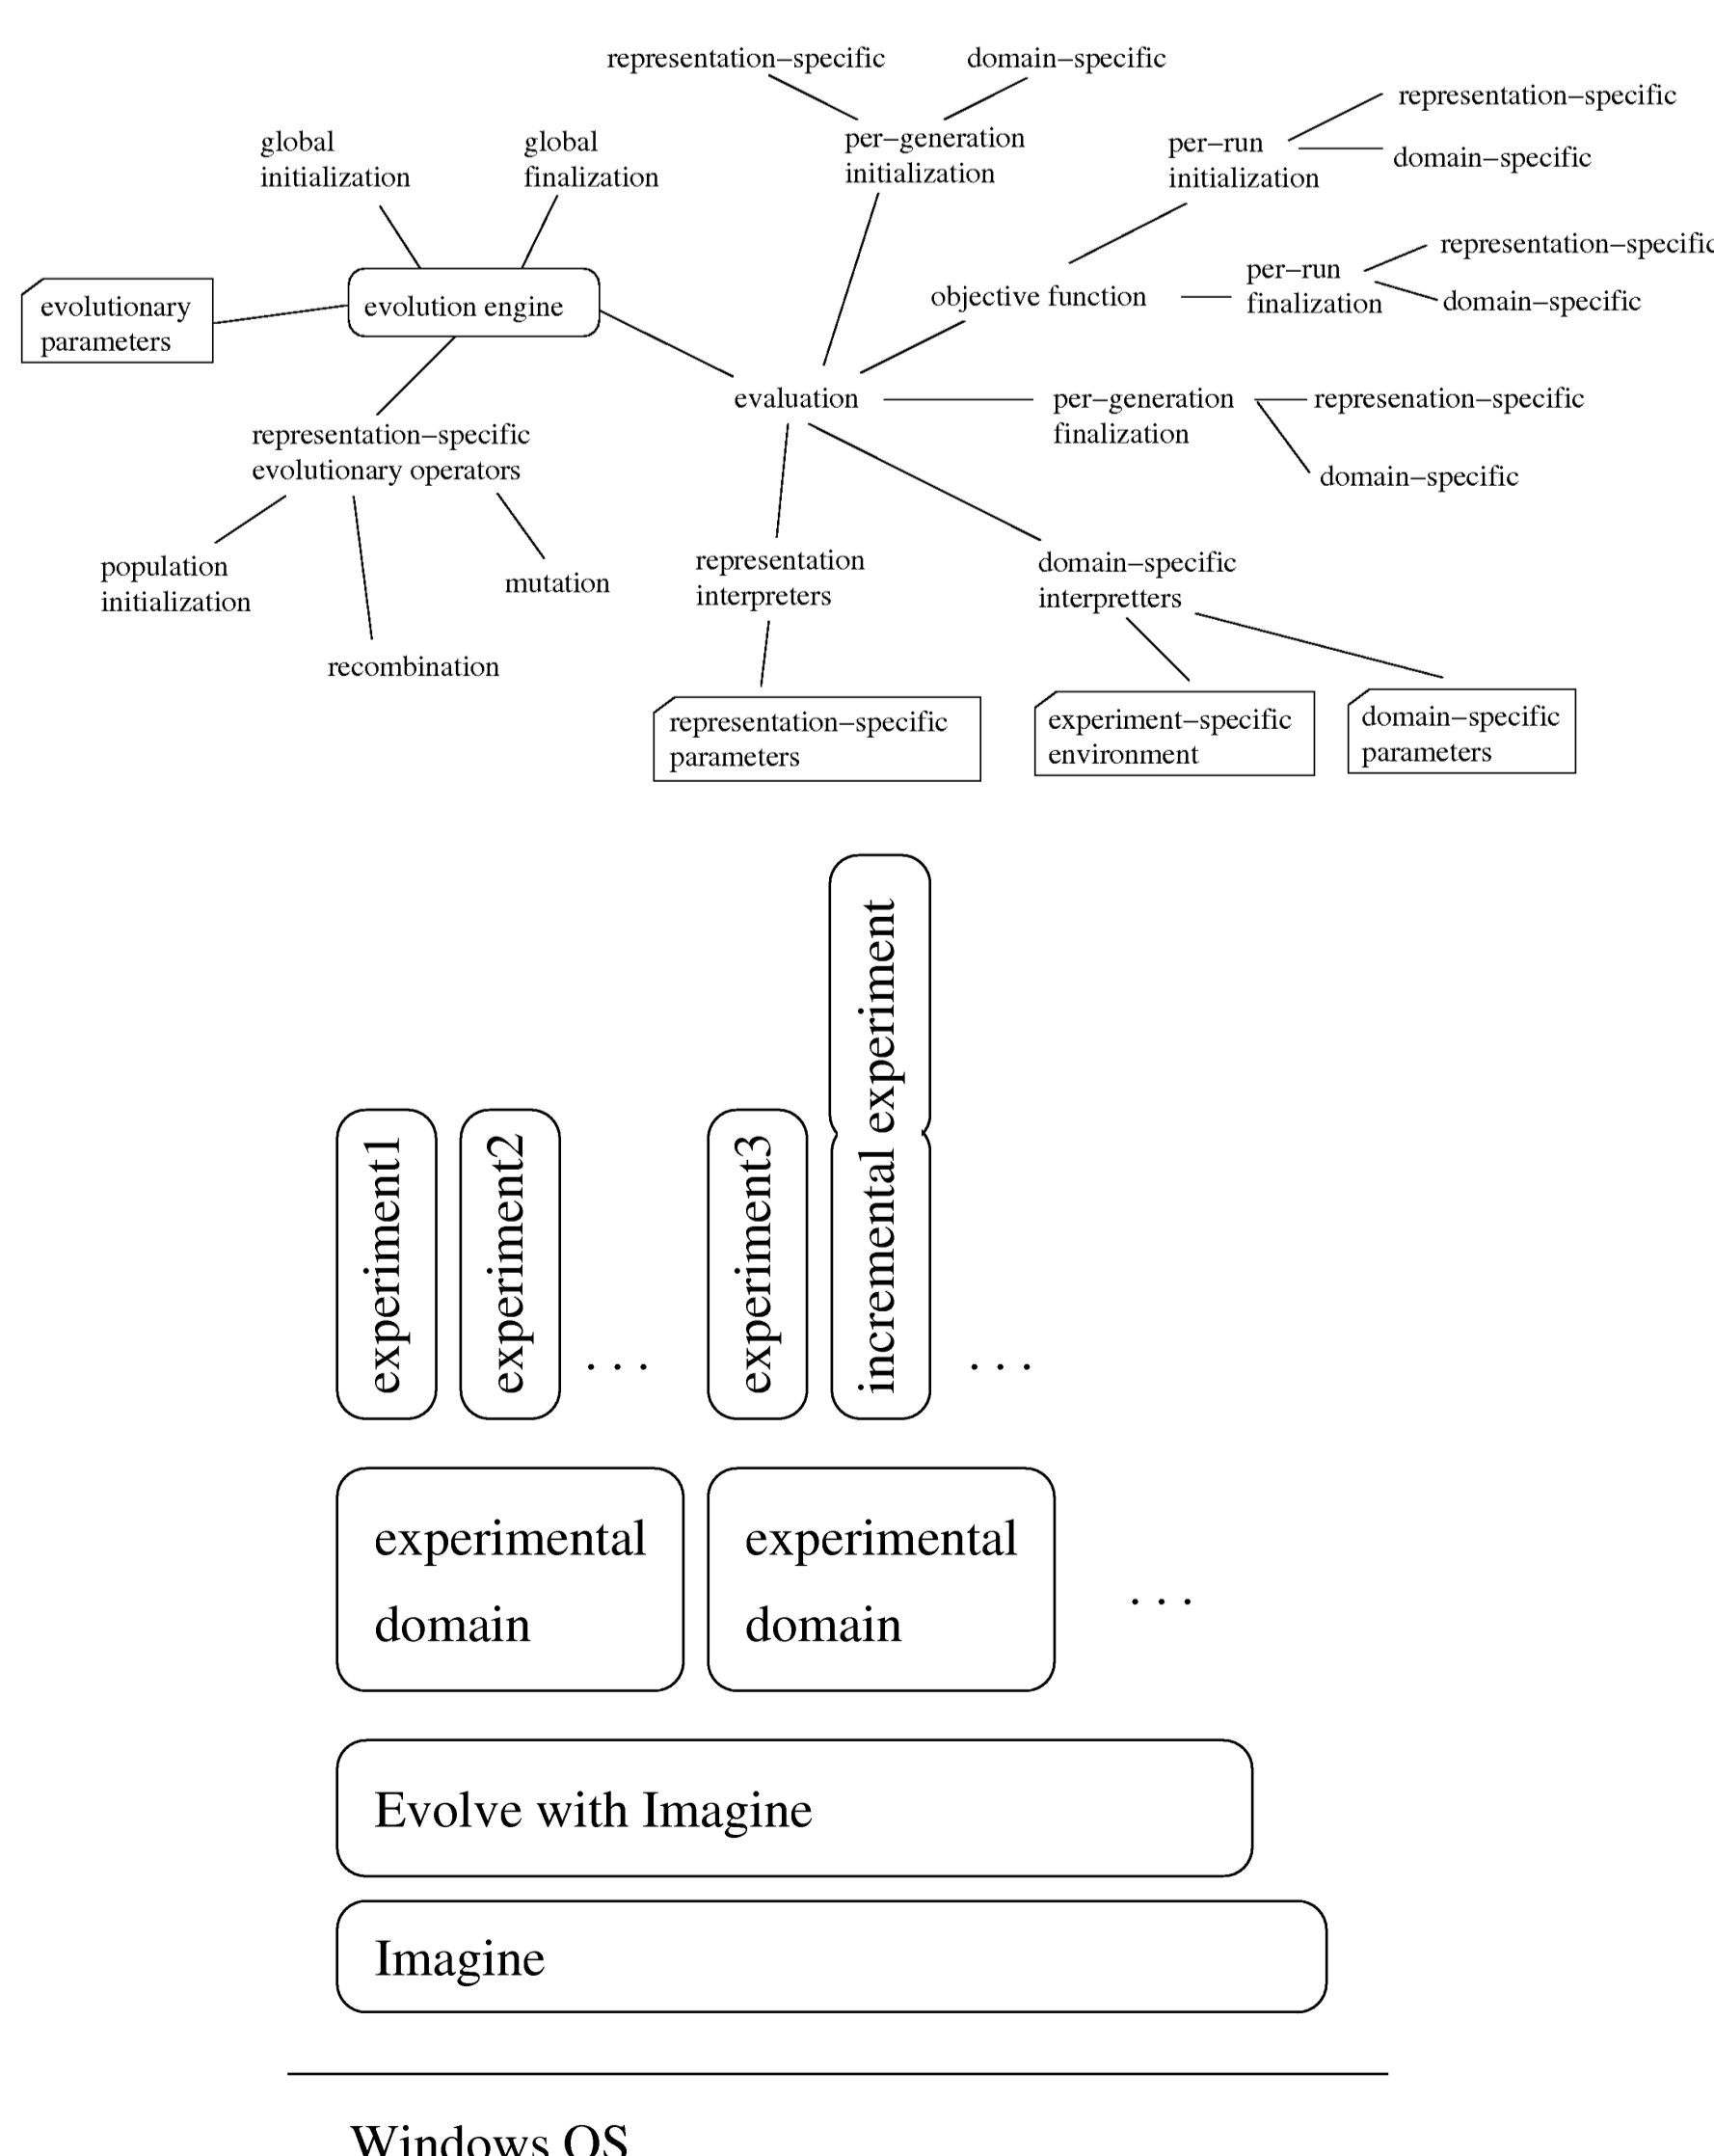 representation–specific
domain–specific
representation–specific
global
initialization
global
finalization
per–generation
initialization
per–run
initialization
domain–specific
representation–specific
evolutionary
parameters
evolution engine
objective function
per–run
finalization
domain–specific
evaluation
per–generation
finalization
represenation–specific
domain–specific
representation–specific
evolutionary operators
population
initialization
mutation
recombination
representation
interpreters
domain–specific
interpretters
representation–specific
parameters
experiment–specific
environment
domain–specific
parameters
experiment1
experiment2
. . .
experiment3
incremental experiment
. . .
experimental
domain
experimental
domain
. . .
Evolve with Imagine
Imagine
Windows OS